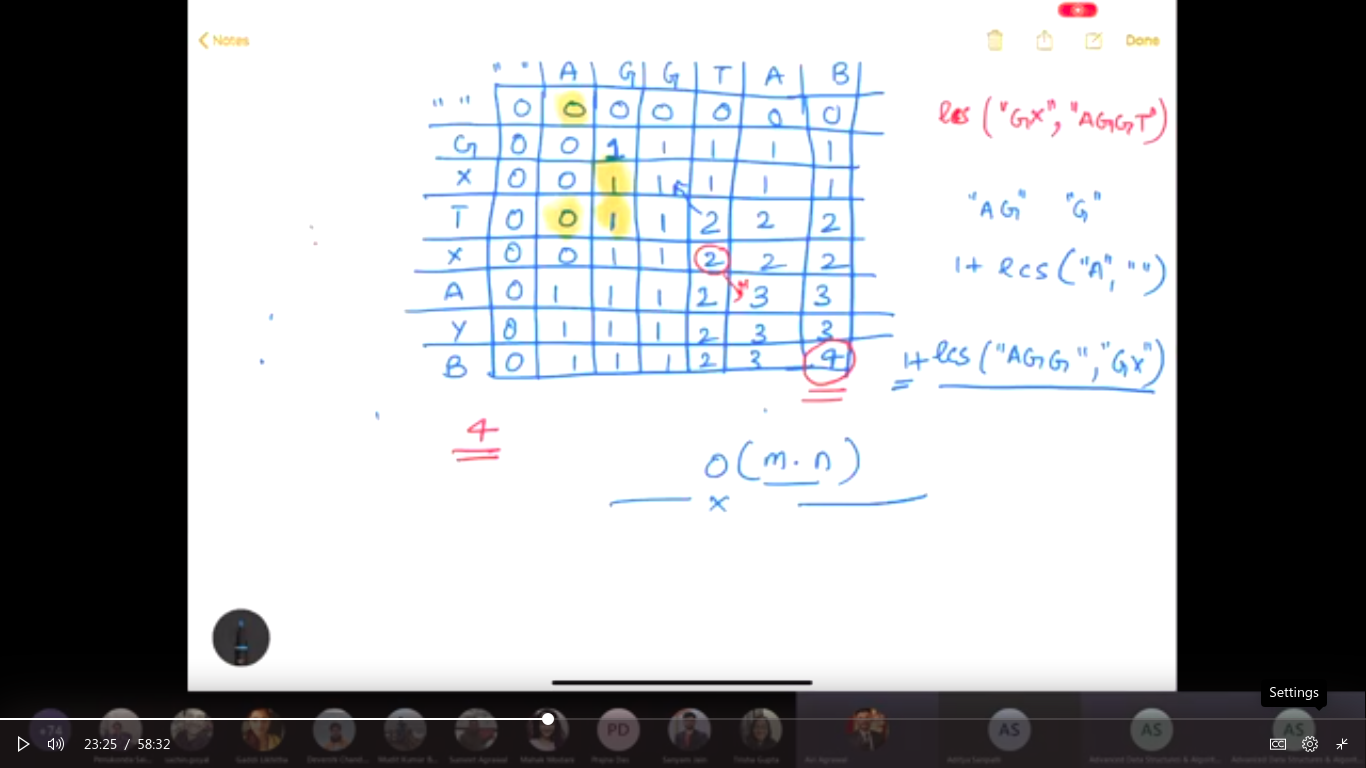 Notes
Done
" " A G G T A B
" " 0 0 0 0 0 0 0
G 0 0 1 1 1 1 1
X 0 0 1 1 1 1 1
T 0 0 1 1 2 2 2
X 0 0 1 1 2 2 2
A 0 1 1 1 2 3 3
Y 0 1 1 1 2 3 3
B 0 1 1 1 2 3 4
lcs ("GX", "AGGT")
"AG" "G"
1+ lcs ("A", "")
1+ lcs ("AGG", "GX")
4
O(m.n)
x
Settings
+74
PD
AS
AS
AS
23:25 / 58:32